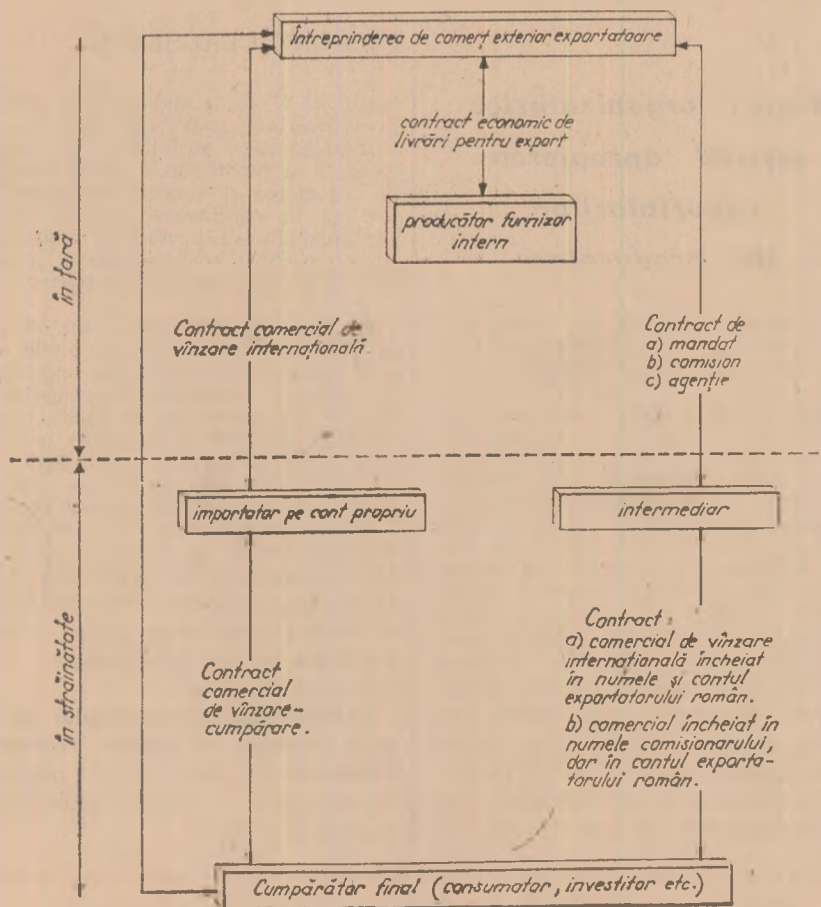 Întreprinderea de comerț exterior exportatoare
contract economic de
livrări pentru export
producător furnizor
intern
în țară
Contract comercial de
vînzare internațională.
Contract de
a) mandat
b) comision
c) agenție
importator pe cont propriu
intermediar
în străinătate
Contract
comercial
de vînzare-
cumpărare.
Contract:
a) comercial de vînzare
internațională încheiat
în numele și contul
exportatorului român.
b) comercial încheiat în
numele comisionarului,
dar în contul exporta-
torului român.
Cumpărător final (consumator, investitor etc.)